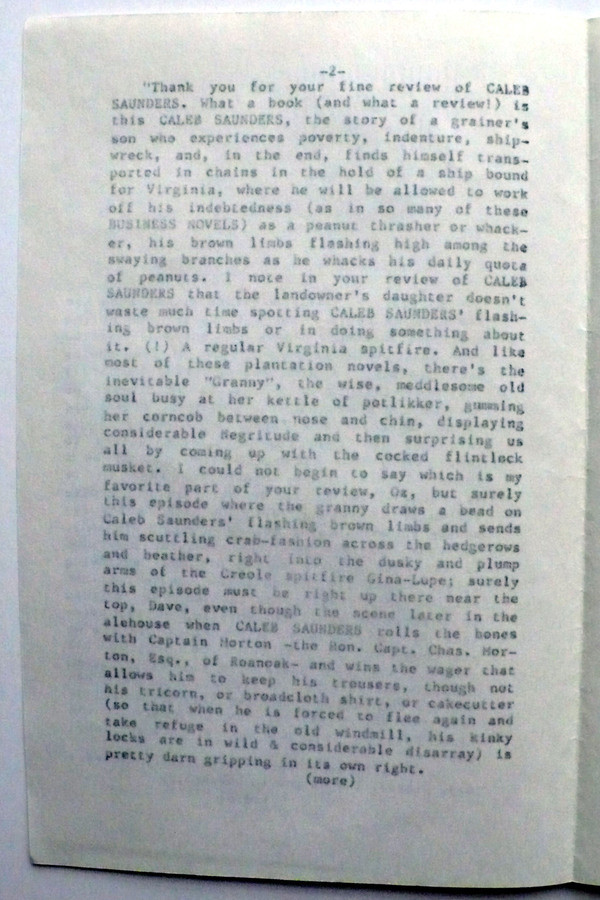 -2-
"Thank you for your fine review of CALEB
SAUNDERS. What a book (and what a review!) is
this CALEB SAUNDERS, the story of a grainer's
son who experiences poverty, indenture, ship-
wreck, and, in the end, finds himself trans-
ported in chains in the hold of a ship bound
for Virginia, where he will be allowed to work
off his indebtedness (as in so many of these
BUSINESS NOVELS) as a peanut thrasher or whack-
er, his brown limbs flashing high among the
swaying branches as he whacks his daily quota
of peanuts. I note in your review of CALEB
SAUNDERS that the landowner's daughter doesn't
waste much time spotting CALEB SAUNDERS' flash-
ing brown limbs or in doing something about
it. (!) A regular Virginia spitfire. And like
most of these plantation novels, there's the
inevitable "Granny", the wise, meddlesome old
soul busy at her kettle of potlikker, gumming
her corncob between nose and chin, displaying
considerable Negritude and then surprising us
all by coming up with the cocked flintlock
musket. I could not begin to say which is my
favorite part of your review, Oz, but surely
this episode where the granny draws a bead on
Caleb Saunders' flashing brown limbs and sends
him scuttling crab-fashion across the hedgerows
and heather, right into the dusky and plump
arms of the Creole spitfire Gina-Lupe; surely
this episode must be right up there near the
top, Dave, even though the scene later in the
alehouse when CALEB SAUNDERS rolls the bones
with Captain Morton -the Hon. Capt. Chas. Mor-
ton, Esq., of Roanoak- and wins the wager that
allows him to keep his trousers, though not
his tricorn, or broadcloth shirt, or cakecutter
(so that when he is forced to flee again and
take refuge in the old windmill, his kinky
locks are in wild & considerable disarray) is
pretty darn gripping in its own right.
(more)